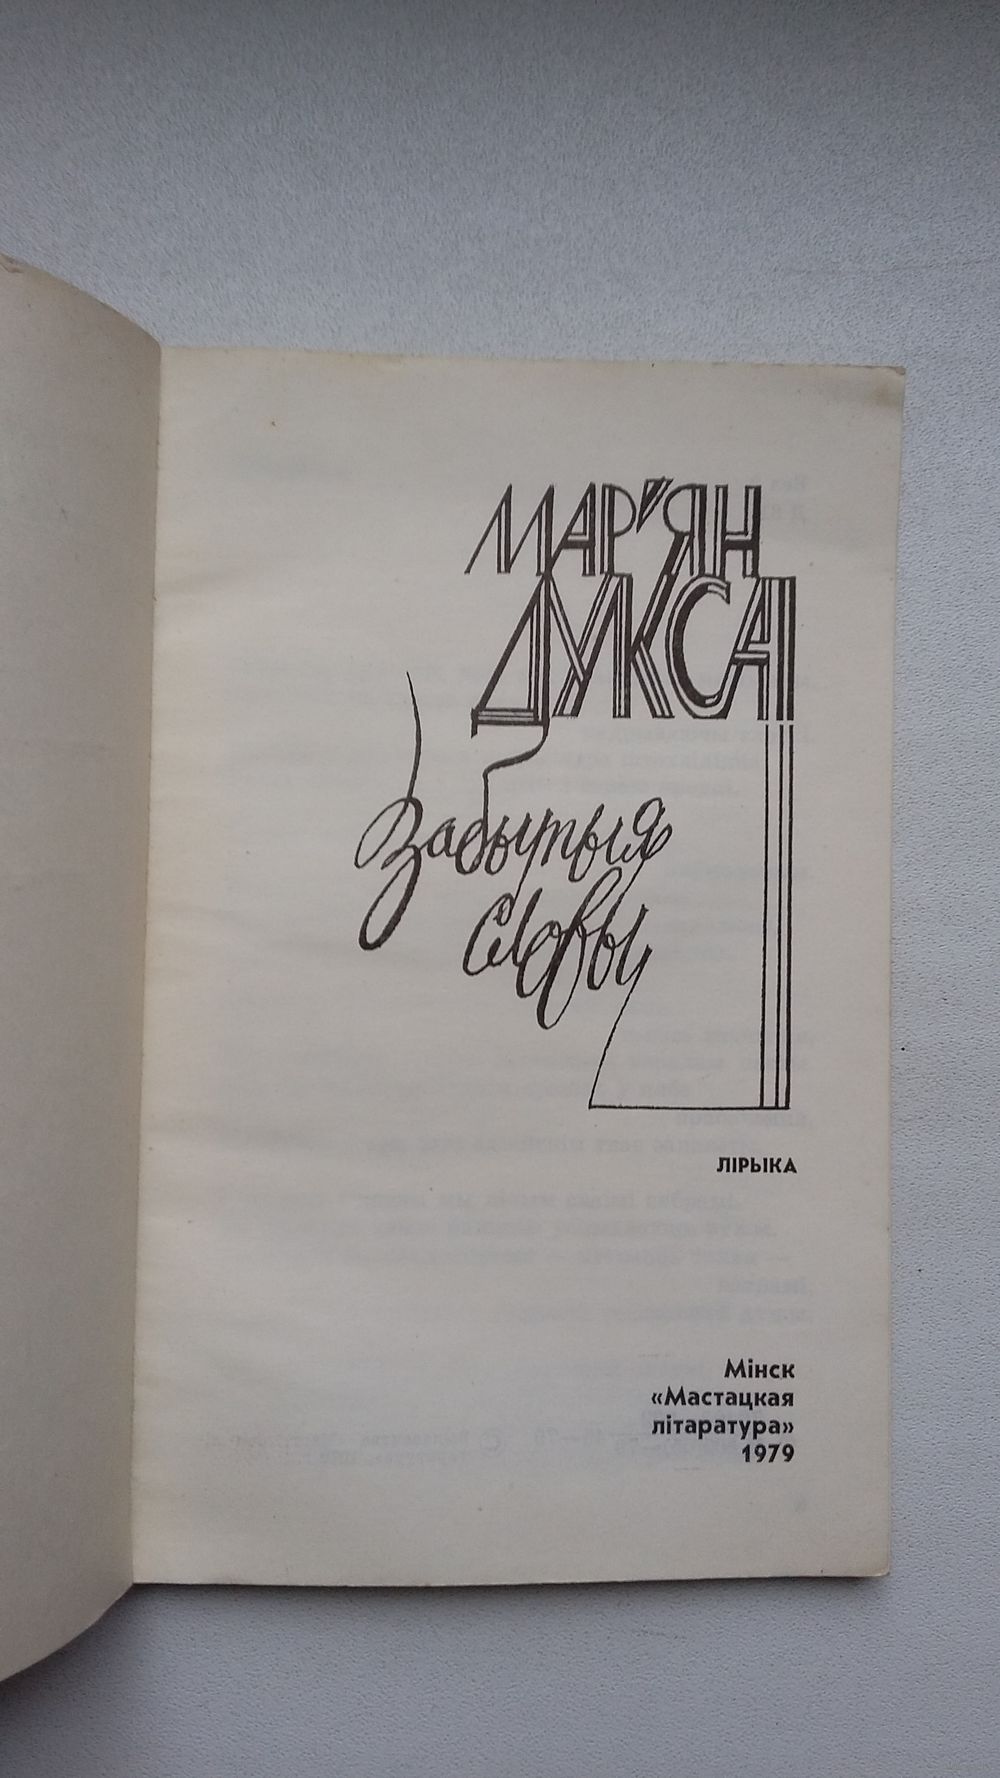 МАР'ЯН
ДУКСА
Забытыя
словы
ЛІРЫКА
Мінск
«Мастацкая
літаратура»
1979